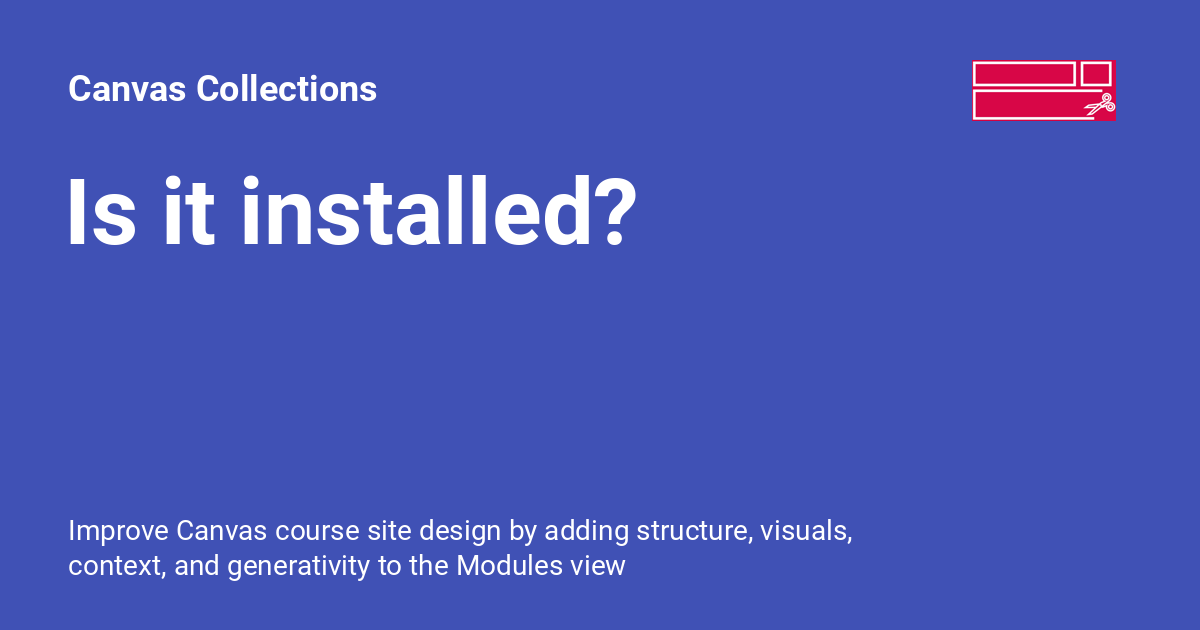 Canvas Collections
Is it installed?
Improve Canvas course site design by adding structure, visuals,
context, and generativity to the Modules view